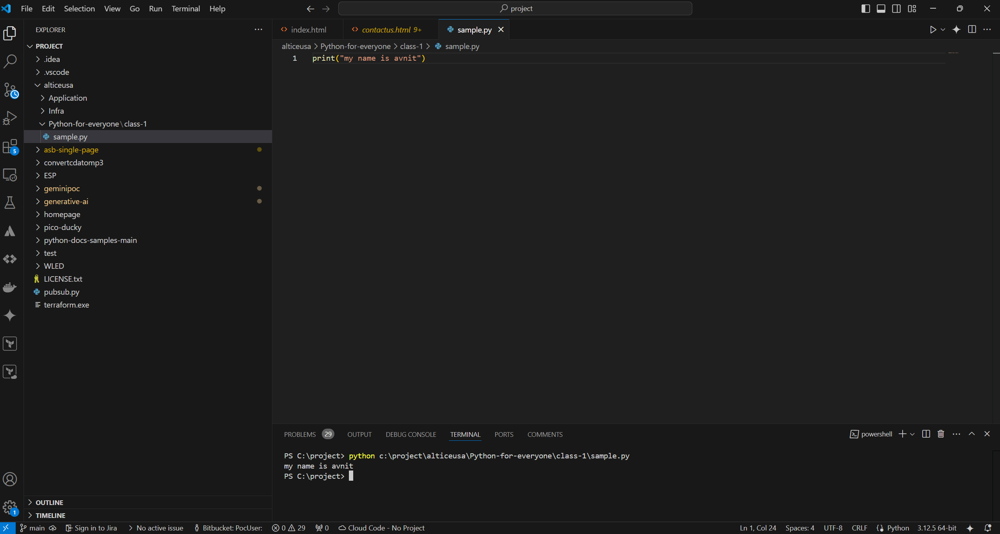 File Edit Selection View Go Run Terminal Help
project
EXPLORER
PROJECT
.idea
.vscode
alticeusa
Application
Infra
Python-for-everyone\class-1
sample.py
asb-single-page
convertcdatomp3
ESP
geminipoc
generative-ai
homepage
pico-ducky
python-docs-samples-main
test
WLED
LICENSE.txt
pubsub.py
terraform.exe
OUTLINE
TIMELINE
5
1
index.html contactus.html 9+ sample.py
alticeusa > Python-for-everyone > class-1 > sample.py
1 print("my name is avnit")
PROBLEMS 29 OUTPUT DEBUG CONSOLE TERMINAL PORTS COMMENTS
powershell
PS C:\project> python c:\project\alticeusa\Python-for-everyone\class-1\sample.py
my name is avnit
PS C:\project>
main Sign in to Jira No active issue Bitbucket: PocUser: 0 29 0 Cloud Code - No Project
Ln 1, Col 24 Spaces: 4 UTF-8 CRLF Python 3.12.5 64-bit